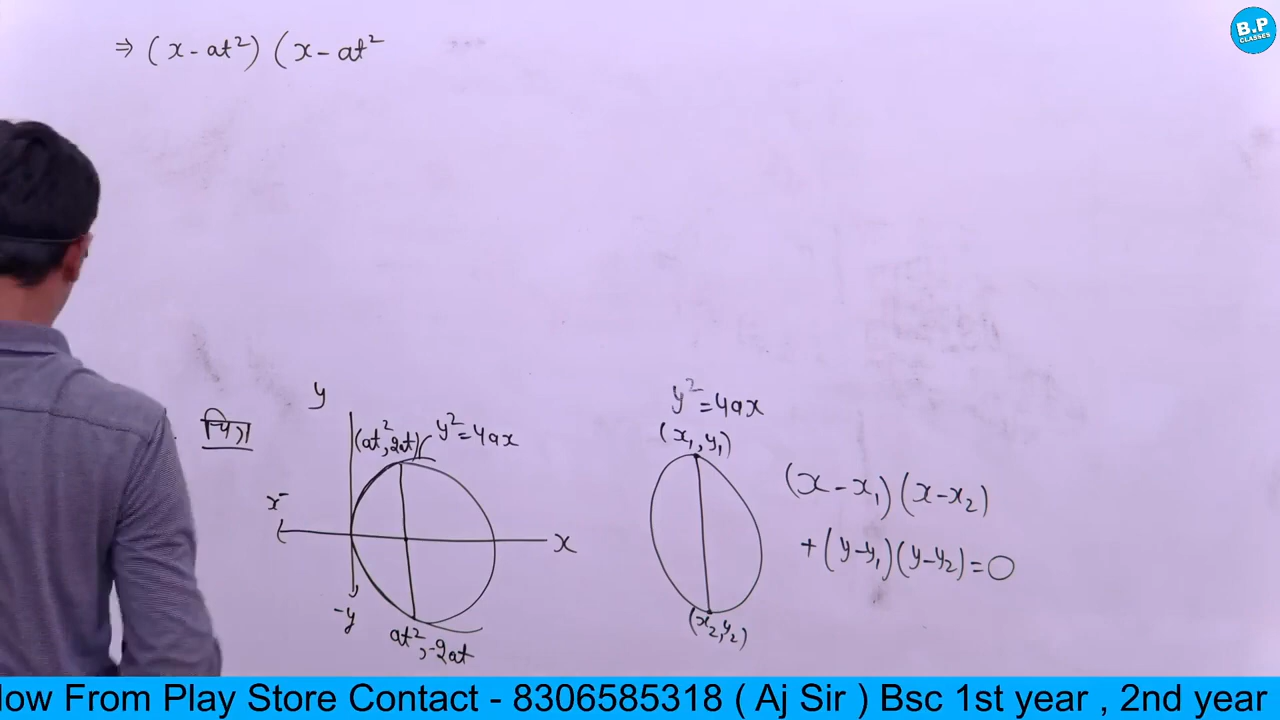 ⇒ (x - at²) (x - at²
B.P
CLASSES
चित्र
y
(at², 2at)
y² = 4ax
x⁻
x
-y
at², -2at
y² = 4ax
(x₁, y₁)
(x₂, y₂)
(x - x₁) (x - x₂)
+ (y - y₁) (y - y₂) = 0
low From Play Store Contact - 8306585318 ( Aj Sir ) Bsc 1st year , 2nd year